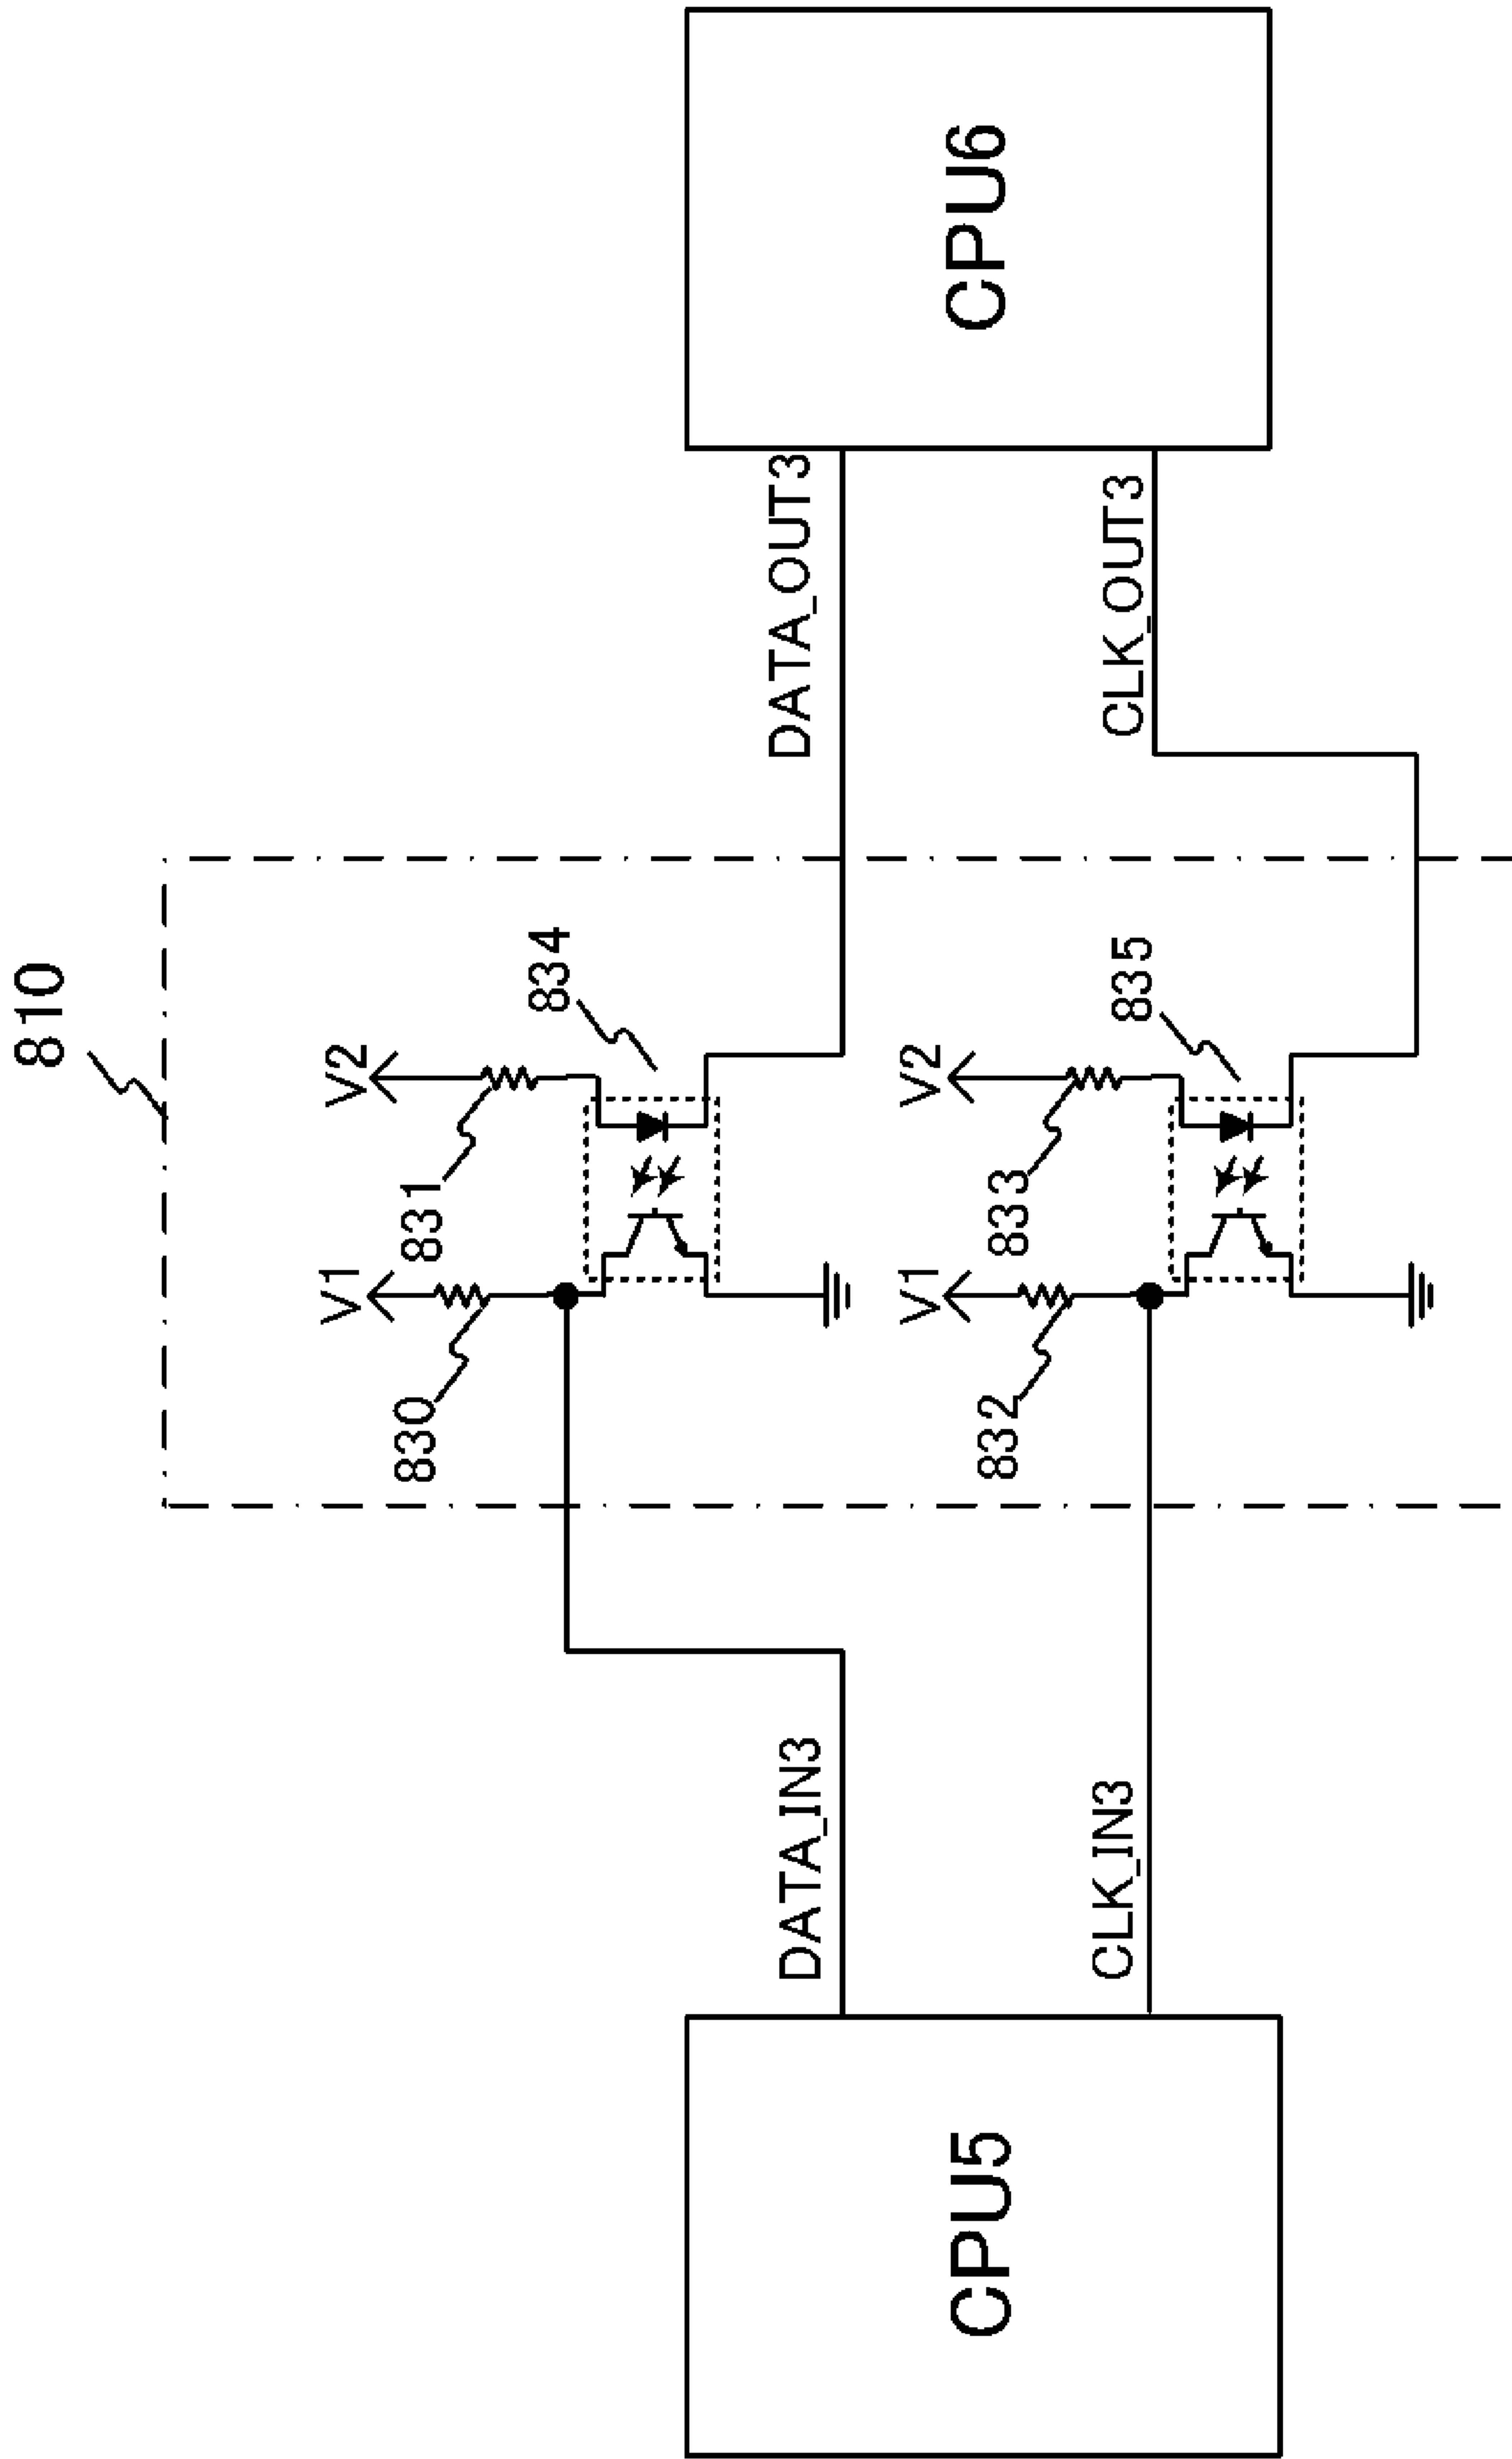 810
V1
V2
830
831
834
DATA_IN3
DATA_OUT3
V1
V2
832
833
835
CLK_IN3
CLK_OUT3
CPU5
CPU6